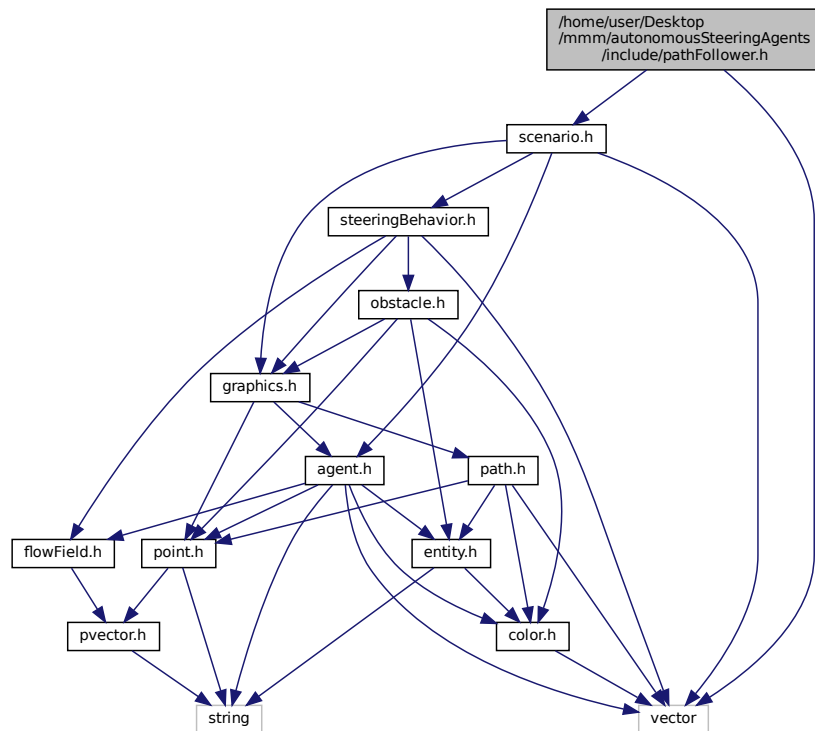 /home/user/Desktop
/mmm/autonomousSteeringAgents
/include/pathFollower.h
scenario.h
steeringBehavior.h
obstacle.h
graphics.h
agent.h
path.h
flowField.h
point.h
entity.h
pvector.h
color.h
string
vector